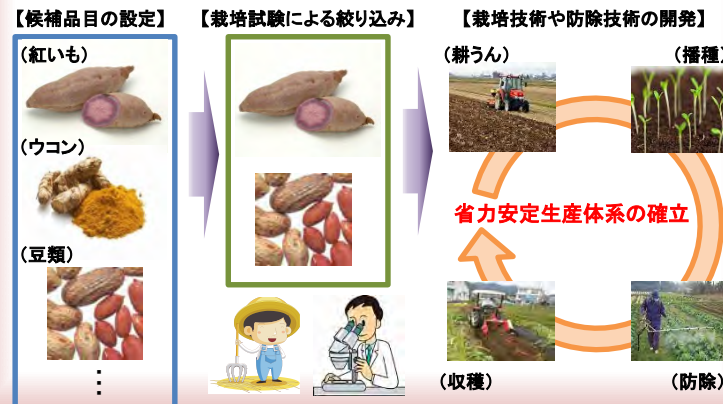 【候補品目の設定】
【栽培試験による絞り込み】
【栽培技術や防除技術の開発】
（紅いも）
（ウコン）
（豆類）
（耕うん）
（播種）
省力安定生産体系の確立
（収穫）
（防除）